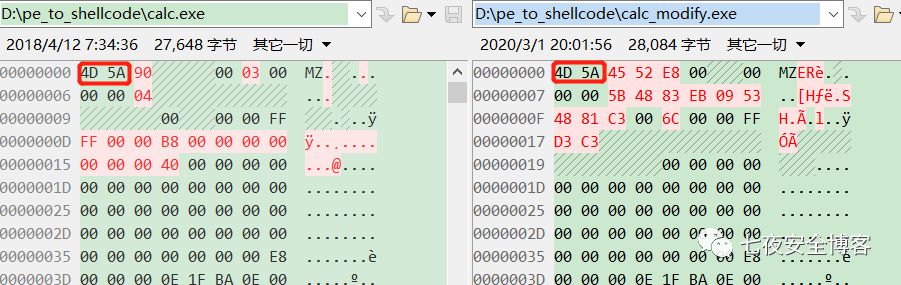 D:\pe_to_shellcode\calc.exe
2018/4/12 7:34:36 27,648 字节 其它一切
00000000 4D 5A 90 00 03 00 MZ. . ..
00000006 00 00 04 ...
0000000D 00 00 00 FF . ..ÿ
0000000D FF 00 00 B8 00 00 00 00 ÿ..¸....
00000015 00 00 00 40 00 00 00 00 ...@....
0000001D 00 00 00 00 00 00 00 00 ........
00000025 00 00 00 00 00 00 00 00 ........
0000002D 00 00 00 00 00 00 00 00 ........
00000035 00 00 00 00 00 00 00 E8 .......è
0000003D 00 00 00 0E 1F BA 0E 00 .....º..
D:\pe_to_shellcode\calc_modify.exe
2020/3/1 20:01:56 28,084 字节 其它一切
00000000 4D 5A 45 52 E8 00 00 MZERè. .
00000007 00 00 5B 48 83 EB 09 53 ..[Hƒë.S
0000000F 48 81 C3 00 6C 00 00 FF H.Ã.l..ÿ
00000017 D3 C3 ÓÃ
00000019 00 00 00 00 ....
0000001D 00 00 00 00 00 00 00 00 ........
00000025 00 00 00 00 00 00 00 00 ........
0000002D 00 00 00 00 00 00 00 00 ........
00000035 00 00 00 00 00 00 00 E8
0000003D 00 00 00 0E 1F BA 0E 00 .....º..
七夜安全博客